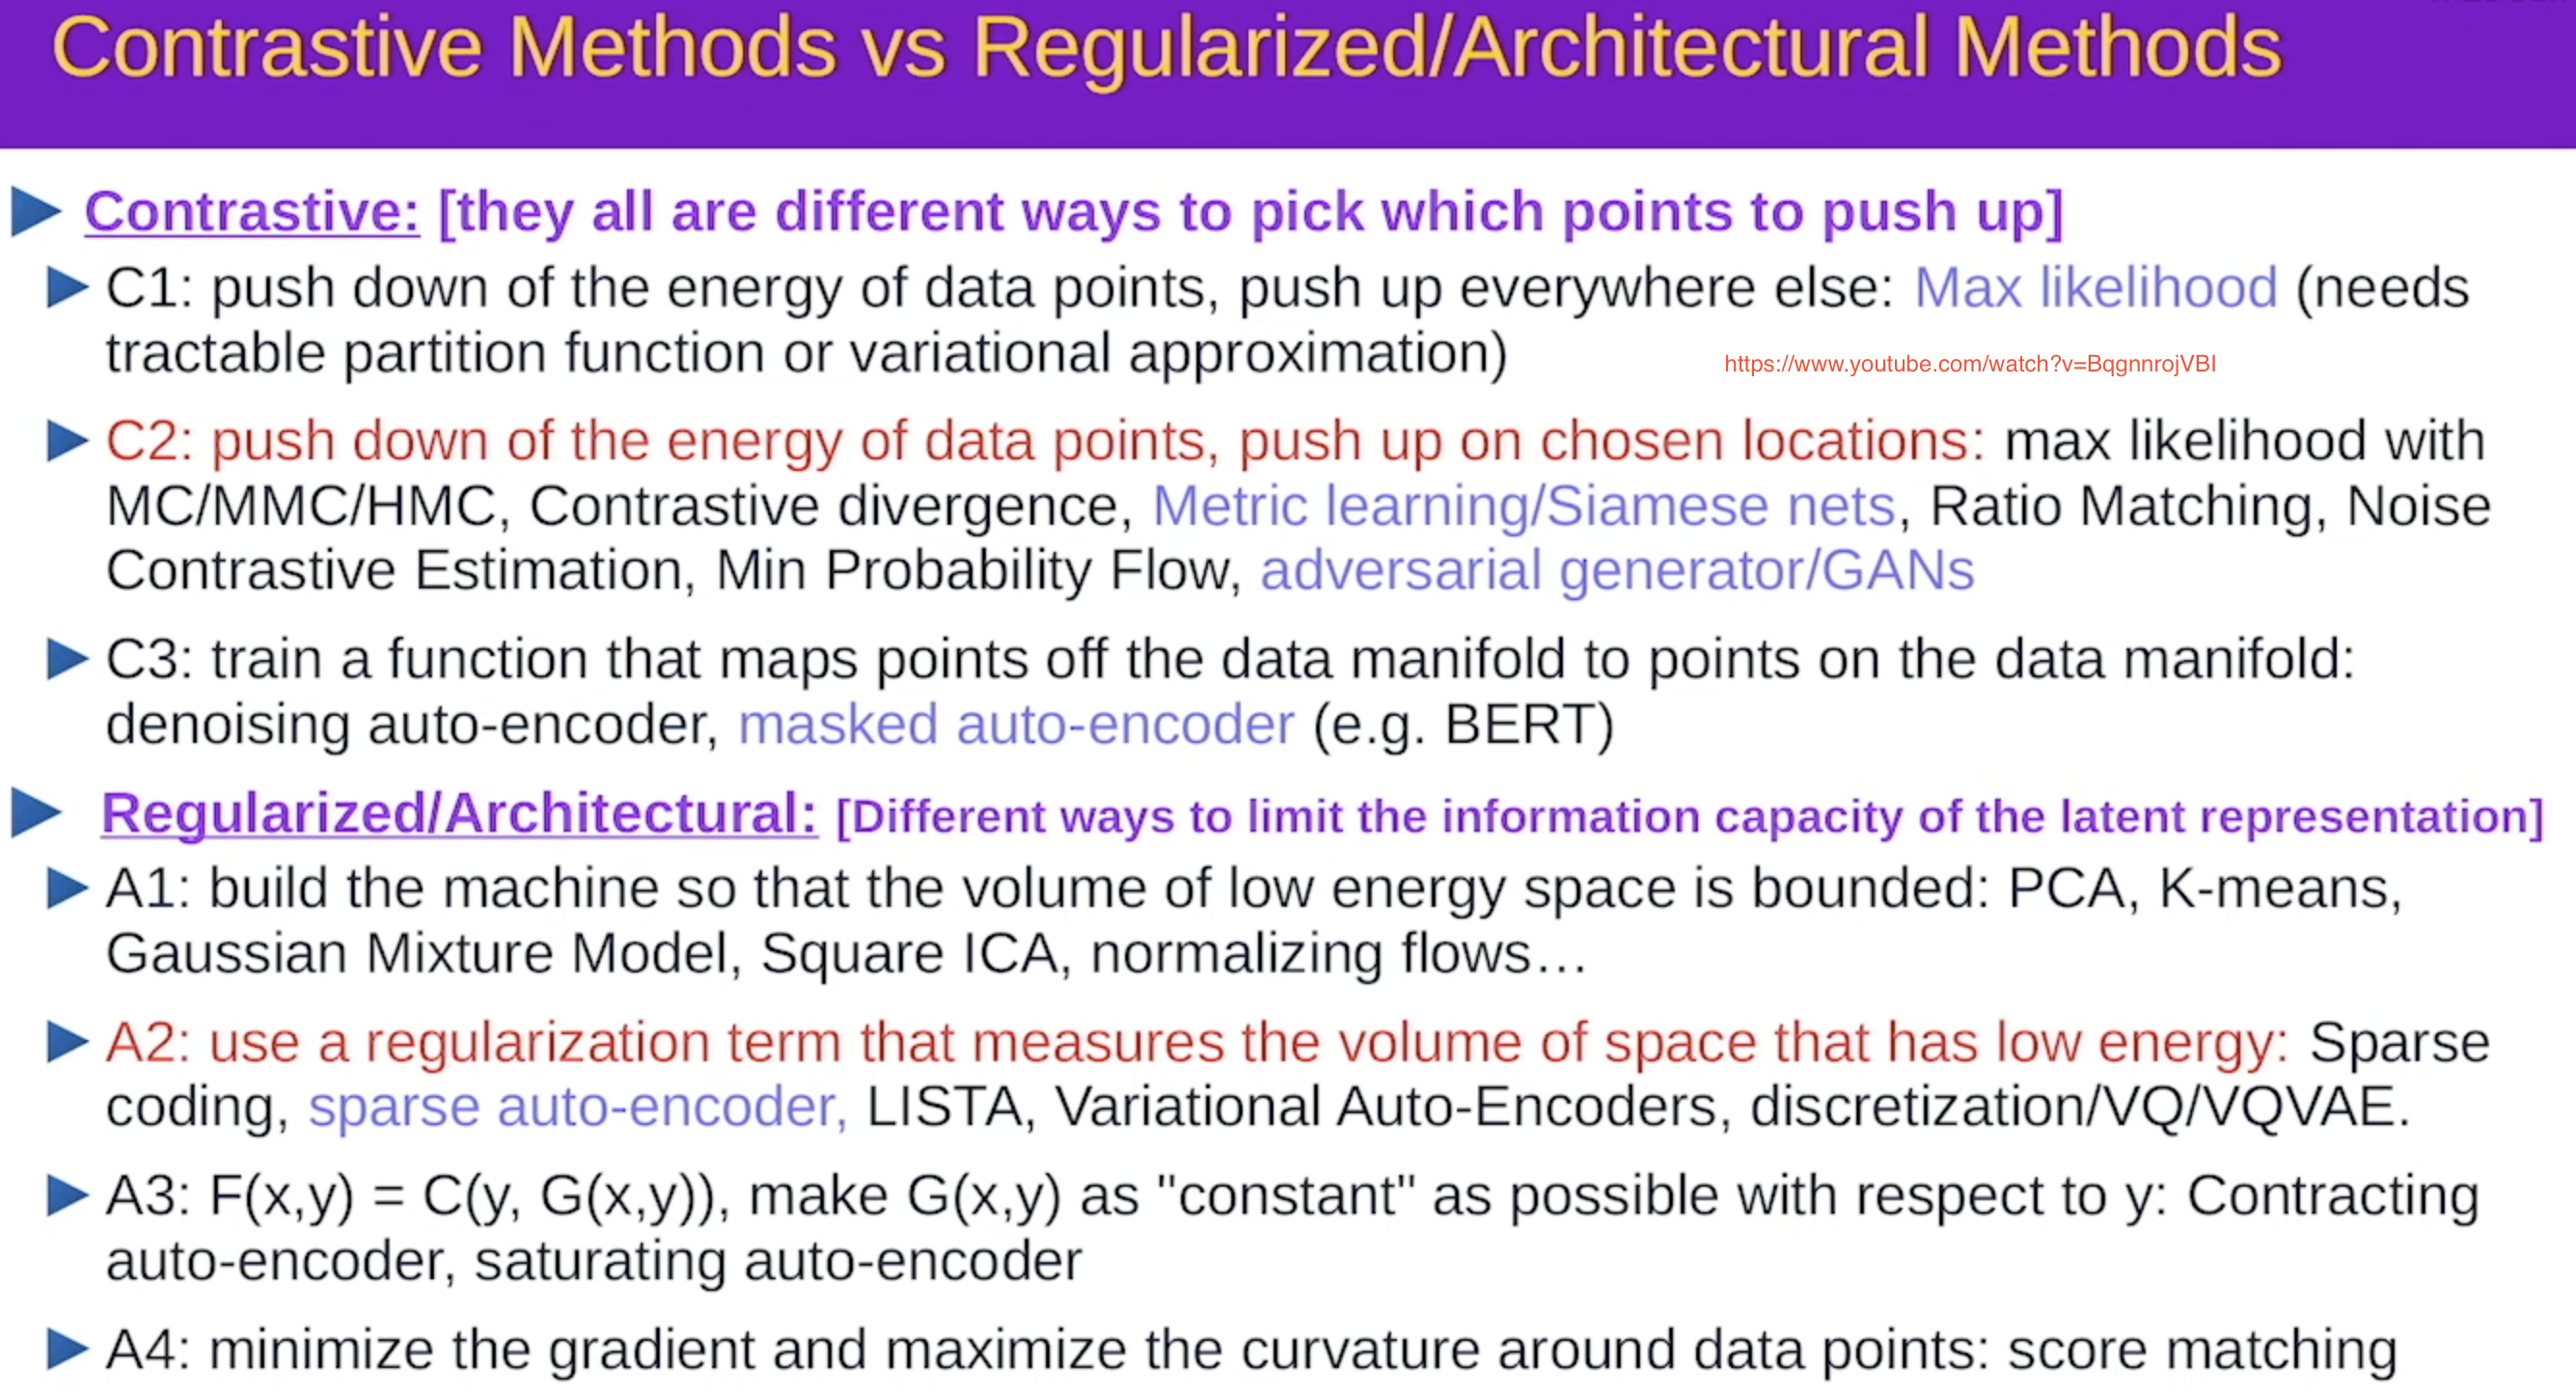 Contrastive Methods vs Regularized/Architectural Methods
Contrastive: [they all are different ways to pick which points to push up]
C1: push down of the energy of data points, push up everywhere else: Max likelihood (needs
tractable partition function or variational approximation)
https://www.youtube.com/watch?v=BqgnnrojVBI
C2: push down of the energy of data points, push up on chosen locations: max likelihood with
MC/MMC/HMC, Contrastive divergence, Metric learning/Siamese nets, Ratio Matching, Noise
Contrastive Estimation, Min Probability Flow, adversarial generator/GANs
C3: train a function that maps points off the data manifold to points on the data manifold:
denoising auto-encoder, masked auto-encoder (e.g. BERT)
Regularized/Architectural: [Different ways to limit the information capacity of the latent representation]
A1: build the machine so that the volume of low energy space is bounded: PCA, K-means,
Gaussian Mixture Model, Square ICA, normalizing flows…
A2: use a regularization term that measures the volume of space that has low energy: Sparse
coding, sparse auto-encoder, LISTA, Variational Auto-Encoders, discretization/VQ/VQVAE.
A3: F(x,y) = C(y, G(x,y)), make G(x,y) as "constant" as possible with respect to y: Contracting
auto-encoder, saturating auto-encoder
A4: minimize the gradient and maximize the curvature around data points: score matching